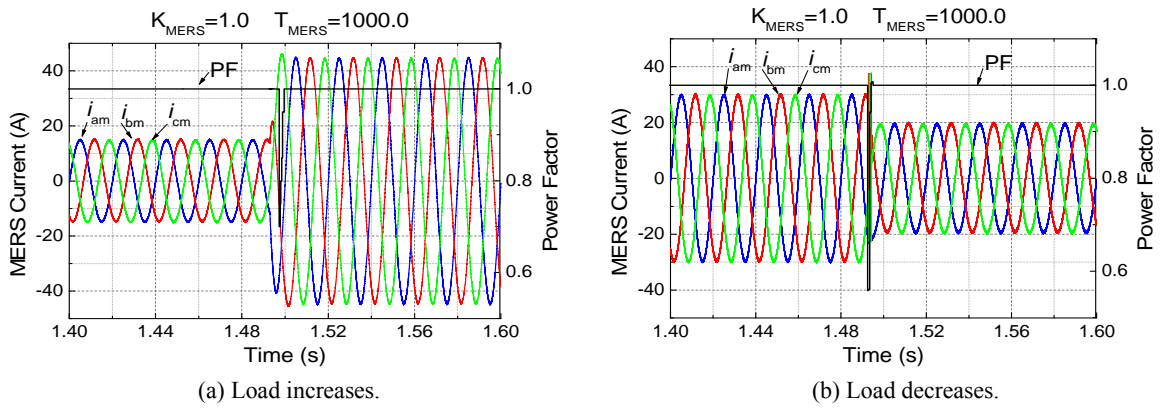 K_MERS=1.0 T_MERS=1000.0
MERS Current (A)
40
20
0
-20
-40
PF
i_am i_bm i_cm
1.0
0.8
0.6
Power Factor
1.40 1.44 1.48 1.52 1.56 1.60
Time (s)
(a) Load increases.
K_MERS=1.0 T_MERS=1000.0
MERS Current (A)
40
20
0
-20
-40
i_am i_bm i_cm
PF
1.0
0.8
0.6
Power Factor
1.40 1.44 1.48 1.52 1.56 1.60
Time (s)
(b) Load decreases.